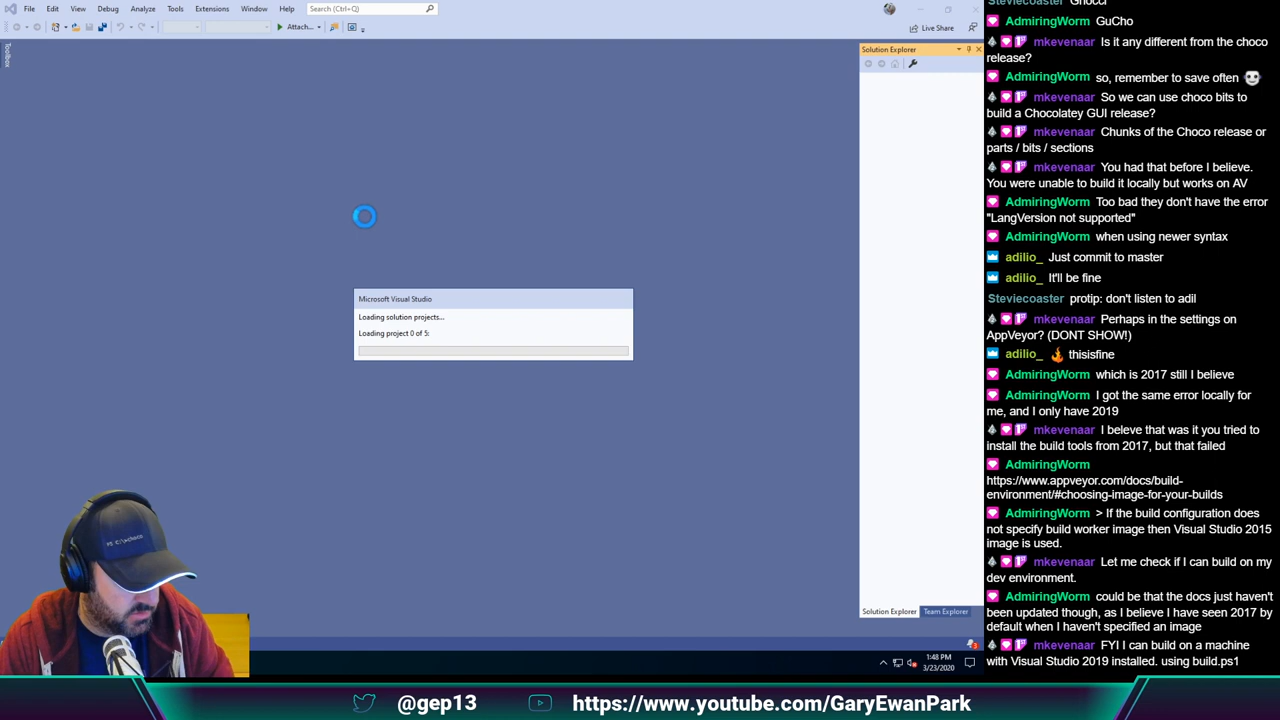 File Edit View Debug Analyze Tools Extensions Window Help Search (Ctrl+Q)
Attach...
Live Share
Toolbox
Solution Explorer
Microsoft Visual Studio
Loading solution projects...
Loading project 0 of 5:
Solution Explorer Team Explorer
1:48 PM
3/23/2020
Steviecoaster Ghocci
AdmiringWorm GuCho
mkevenaar Is it any different from the choco
release?
AdmiringWorm so, remember to save often
mkevenaar So we can use choco bits to
build a Chocolatey GUI release?
mkevenaar Chunks of the Choco release or
parts / bits / sections
mkevenaar You had that before I believe.
You were unable to build it locally but works on AV
AdmiringWorm Too bad they don't have the error
"LangVersion not supported"
AdmiringWorm when using newer syntax
adilio_ Just commit to master
adilio_ It'll be fine
Steviecoaster protip: don't listen to adil
mkevenaar Perhaps in the settings on
AppVeyor? (DONT SHOW!)
adilio_ thisisfine
AdmiringWorm which is 2017 still I believe
AdmiringWorm I got the same error locally for
me, and I only have 2019
mkevenaar I beleve that was it you tried to
install the build tools from 2017, but that failed
AdmiringWorm
https://www.appveyor.com/docs/build-
environment/#choosing-image-for-your-builds
AdmiringWorm > If the build configuration does
not specify build worker image then Visual Studio 2015
image is used.
mkevenaar Let me check if I can build on my
dev environment.
AdmiringWorm could be that the docs just haven't
been updated though, as I believe I have seen 2017 by
default when I haven't specified an image
mkevenaar FYI I can build on a machine
with Visual Studio 2019 installed. using build.ps1
@gep13 https://www.youtube.com/GaryEwanPark